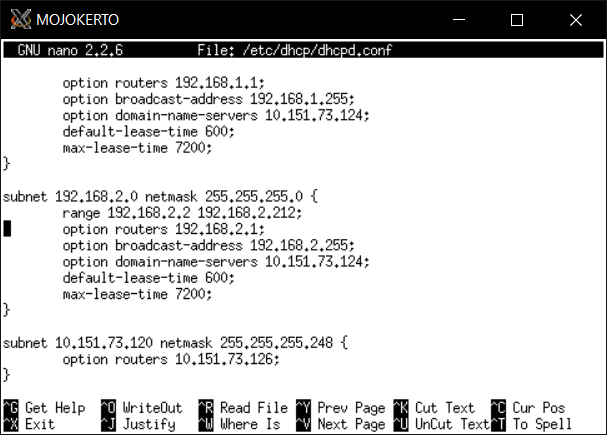 MOJOKERTO
GNU nano 2.2.6 File: /etc/dhcp/dhcpd.conf
option routers 192.168.1.1;
option broadcast-address 192.168.1.255;
option domain-name-servers 10.151.73.124;
default-lease-time 600;
max-lease-time 7200;
}
subnet 192.168.2.0 netmask 255.255.255.0 {
range 192.168.2.2 192.168.2.212;
option routers 192.168.2.1;
option broadcast-address 192.168.2.255;
option domain-name-servers 10.151.73.124;
default-lease-time 600;
max-lease-time 7200;
}
subnet 10.151.73.120 netmask 255.255.255.248 {
option routers 10.151.73.126;
}
^G Get Help ^O WriteOut ^R Read File ^Y Prev Page ^K Cut Text ^C Cur Pos
^X Exit ^J Justify ^W Where Is ^V Next Page ^U UnCut Text ^T To Spell